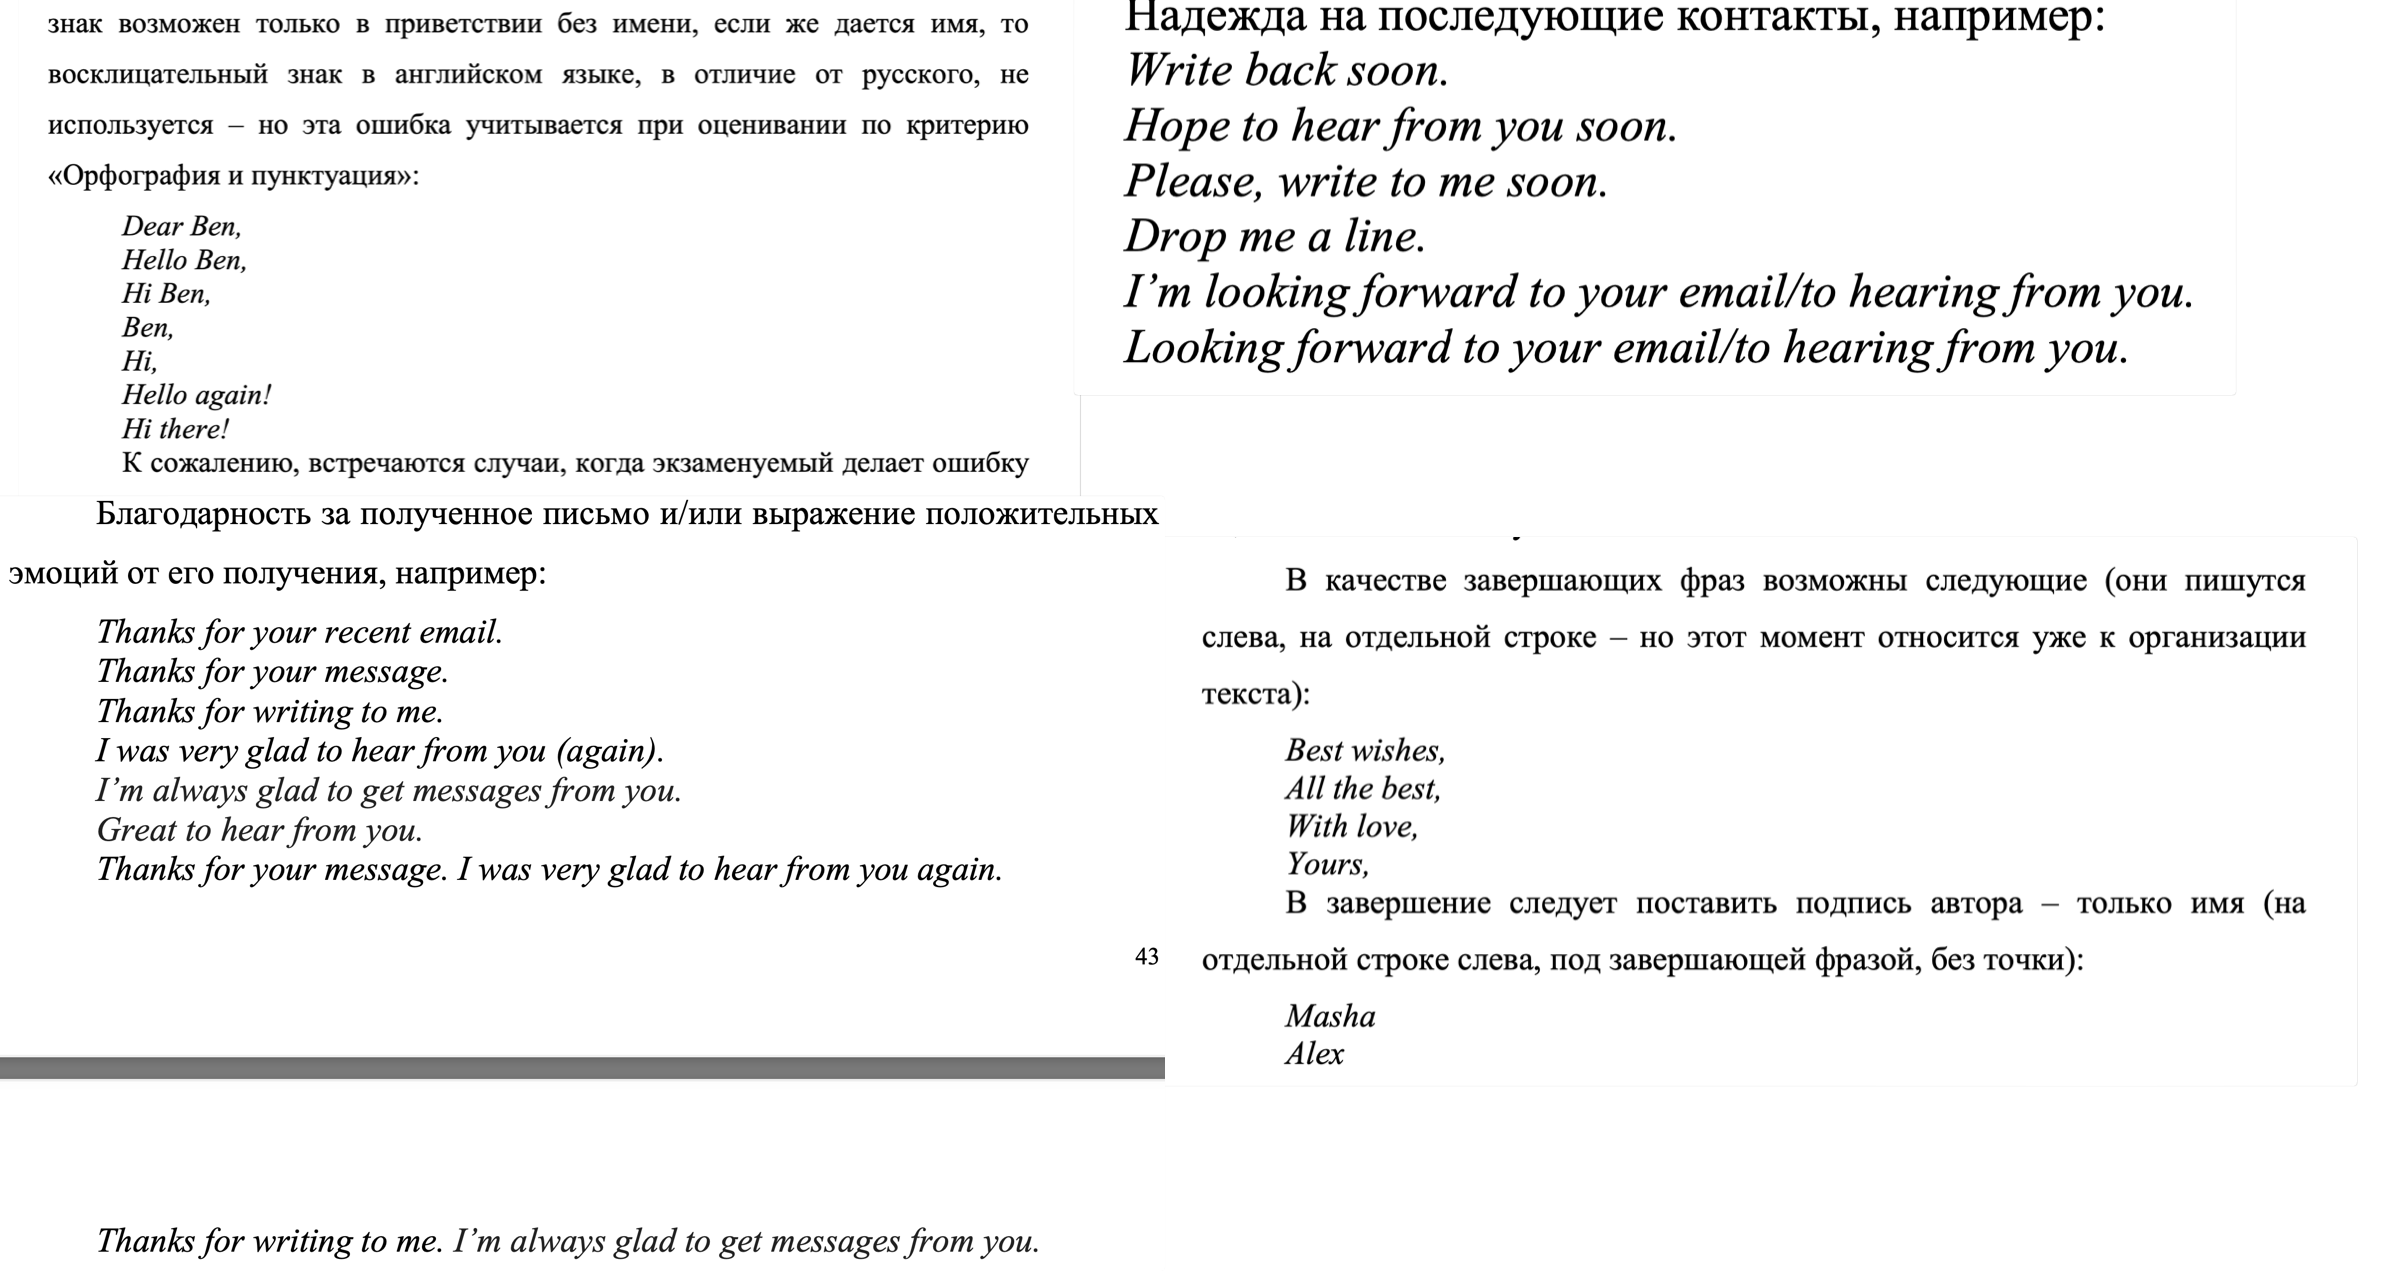 знак возможен только в приветствии без имени, если же дается имя, то
восклицательный знак в английском языке, в отличие от русского, не
используется – но эта ошибка учитывается при оценивании по критерию
«Орфография и пунктуация»:
Dear Ben,
Hello Ben,
Hi Ben,
Ben,
Hi,
Hello again!
Hi there!
К сожалению, встречаются случаи, когда экзаменуемый делает ошибку
Надежда на последующие контакты, например:
Write back soon.
Hope to hear from you soon.
Please, write to me soon.
Drop me a line.
I’m looking forward to your email/to hearing from you.
Looking forward to your email/to hearing from you.
Благодарность за полученное письмо и/или выражение положительных
эмоций от его получения, например:
Thanks for your recent email.
Thanks for your message.
Thanks for writing to me.
I was very glad to hear from you (again).
I’m always glad to get messages from you.
Great to hear from you.
Thanks for your message. I was very glad to hear from you again.
43
Thanks for writing to me. I’m always glad to get messages from you.
В качестве завершающих фраз возможны следующие (они пишутся
слева, на отдельной строке – но этот момент относится уже к организации
текста):
Best wishes,
All the best,
With love,
Yours,
В завершение следует поставить подпись автора – только имя (на
отдельной строке слева, под завершающей фразой, без точки):
Masha
Alex